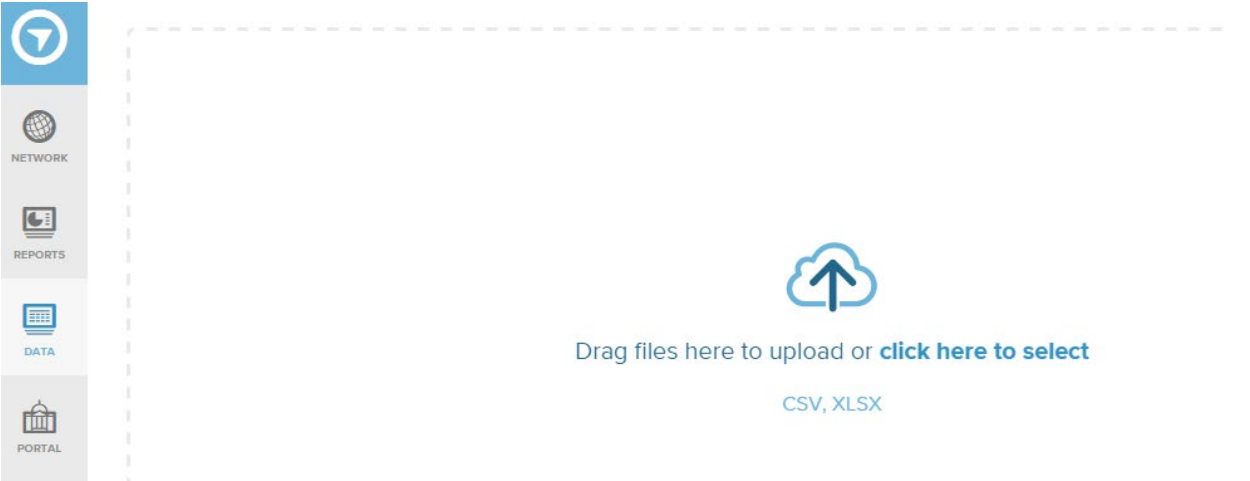 NETWORK
REPORTS
DATA
PORTAL
Drag files here to upload or click here to select
CSV, XLSX